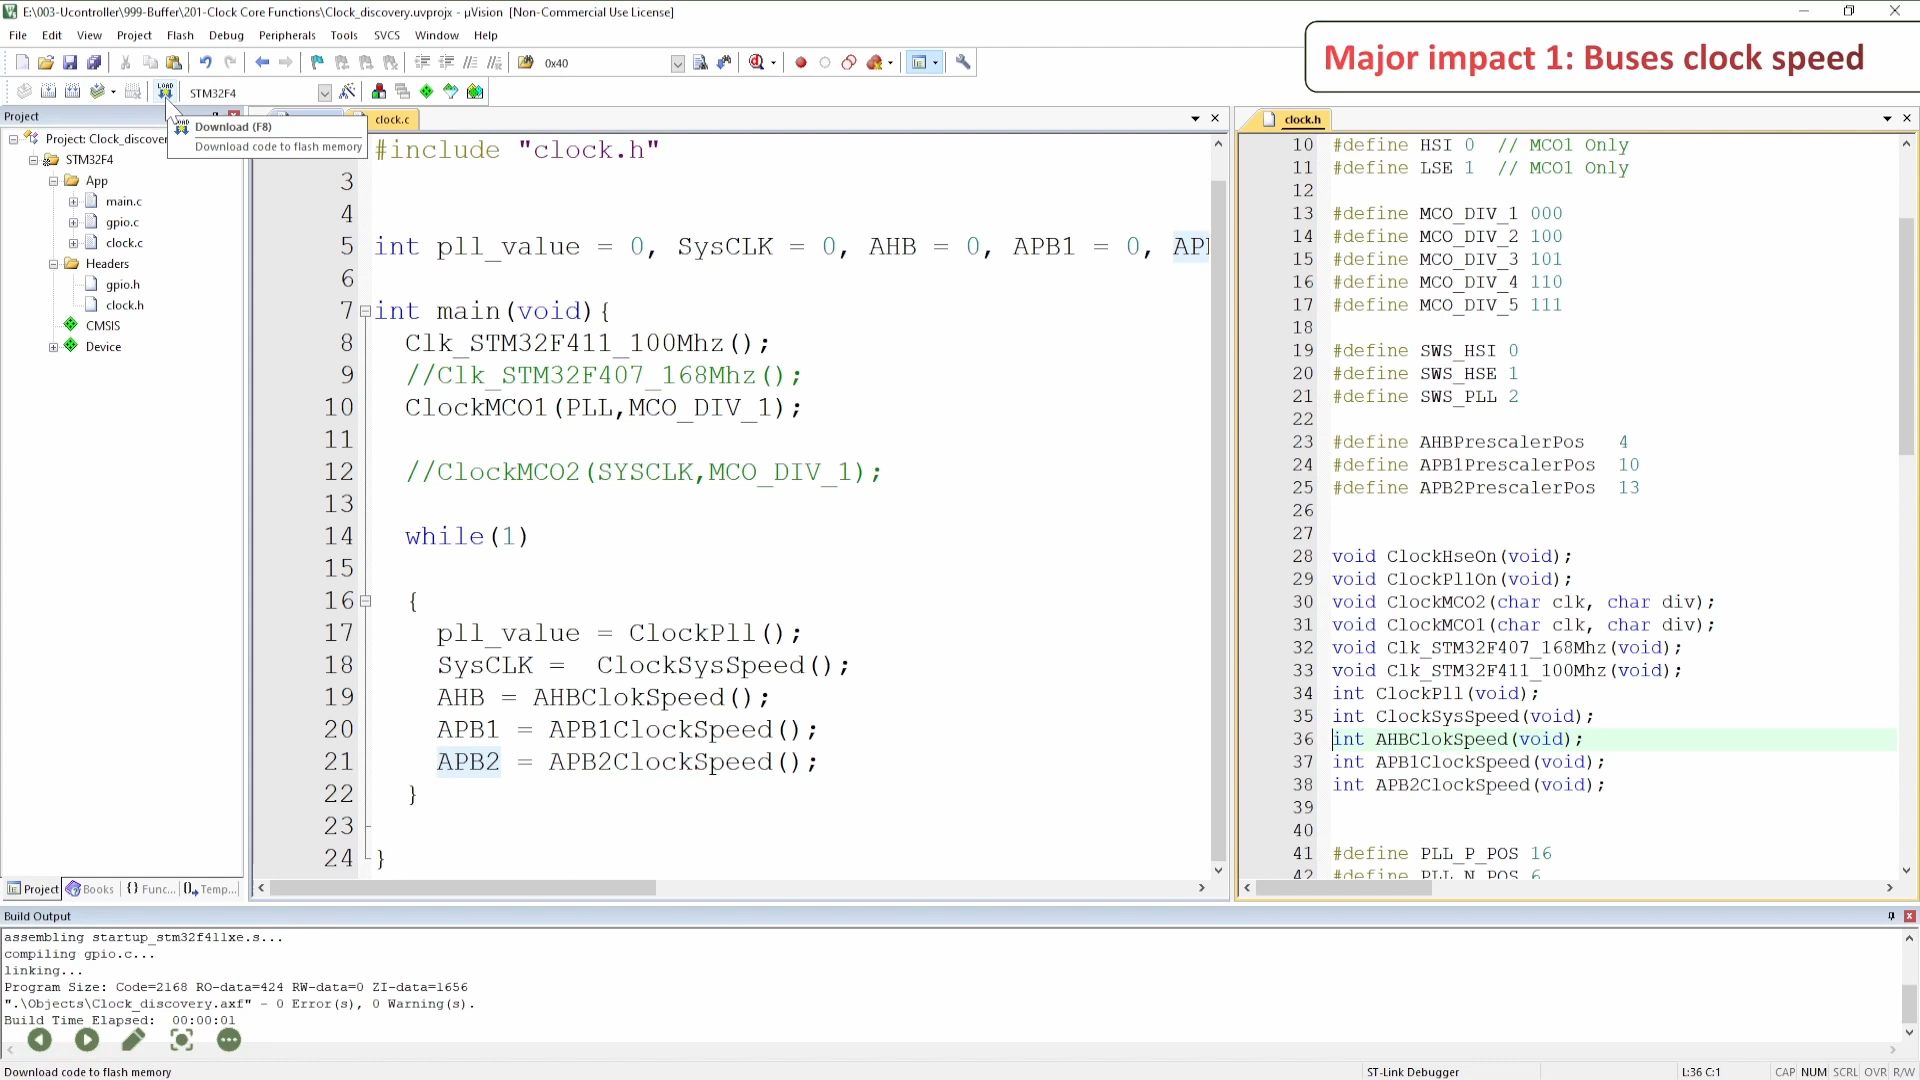 E:\003-Ucontroller\999-Buffer\201-Clock Core Functions\Clock_discovery.uvprojx - µVision [Non-Commercial Use License]
File Edit View Project Flash Debug Peripherals Tools SVCS Window Help
Major impact 1: Buses clock speed
0x40
LOAD STM32F4
Project
Project: Clock_discover
STM32F4
App
main.c
gpio.c
clock.c
Headers
gpio.h
clock.h
CMSIS
Device
Download (F8)
Download code to flash memory
clock.c
#include "clock.h"
3
4
5 int pll_value = 0, SysCLK = 0, AHB = 0, APB1 = 0, AP
6
7 int main(void){
8 Clk_STM32F411_100Mhz();
9 //Clk_STM32F407_168Mhz();
10 ClockMCO1(PLL,MCO_DIV_1);
11
12 //ClockMCO2(SYSCLK,MCO_DIV_1);
13
14 while(1)
15
16 {
17 pll_value = ClockPll();
18 SysCLK = ClockSysSpeed();
19 AHB = AHBClokSpeed();
20 APB1 = APB1ClockSpeed();
21 APB2 = APB2ClockSpeed();
22 }
23
24 }
clock.h
10 #define HSI 0 // MCO1 Only
11 #define LSE 1 // MCO1 Only
12
13 #define MCO_DIV_1 000
14 #define MCO_DIV_2 100
15 #define MCO_DIV_3 101
16 #define MCO_DIV_4 110
17 #define MCO_DIV_5 111
18
19 #define SWS_HSI 0
20 #define SWS_HSE 1
21 #define SWS_PLL 2
22
23 #define AHBPrescalerPos 4
24 #define APB1PrescalerPos 10
25 #define APB2PrescalerPos 13
26
27
28 void ClockHseOn(void);
29 void ClockPllOn(void);
30 void ClockMCO2(char clk, char div);
31 void ClockMCO1(char clk, char div);
32 void Clk_STM32F407_168Mhz(void);
33 void Clk_STM32F411_100Mhz(void);
34 int ClockPll(void);
35 int ClockSysSpeed(void);
36 int AHBClokSpeed(void);
37 int APB1ClockSpeed(void);
38 int APB2ClockSpeed(void);
39
40
41 #define PLL_P_POS 16
42 #define PLL_N_POS 6
Project Books {} Func... Temp...
Build Output
assembling startup_stm32f411xe.s...
compiling gpio.c...
linking...
Program Size: Code=2168 RO-data=424 RW-data=0 ZI-data=1656
".\Objects\Clock_discovery.axf" - 0 Error(s), 0 Warning(s).
Build Time Elapsed: 00:00:01
Download code to flash memory ST-Link Debugger L:36 C:1 CAP NUM SCRL OVR R/W